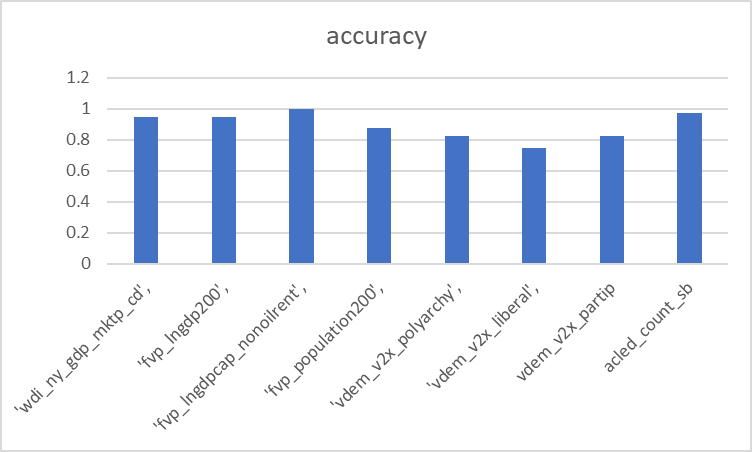 accuracy
1.2
1
0.8
0.6
0.4
0.2
0
'wdi_ny_gdp_mktp_cd',
'fvp_lngdp200',
'fvp_lngdpcap_nonoilrent',
'fvp_population200',
'vdem_v2x_polyarchy',
'vdem_v2x_liberal',
vdem_v2x_partip
acled_count_sb